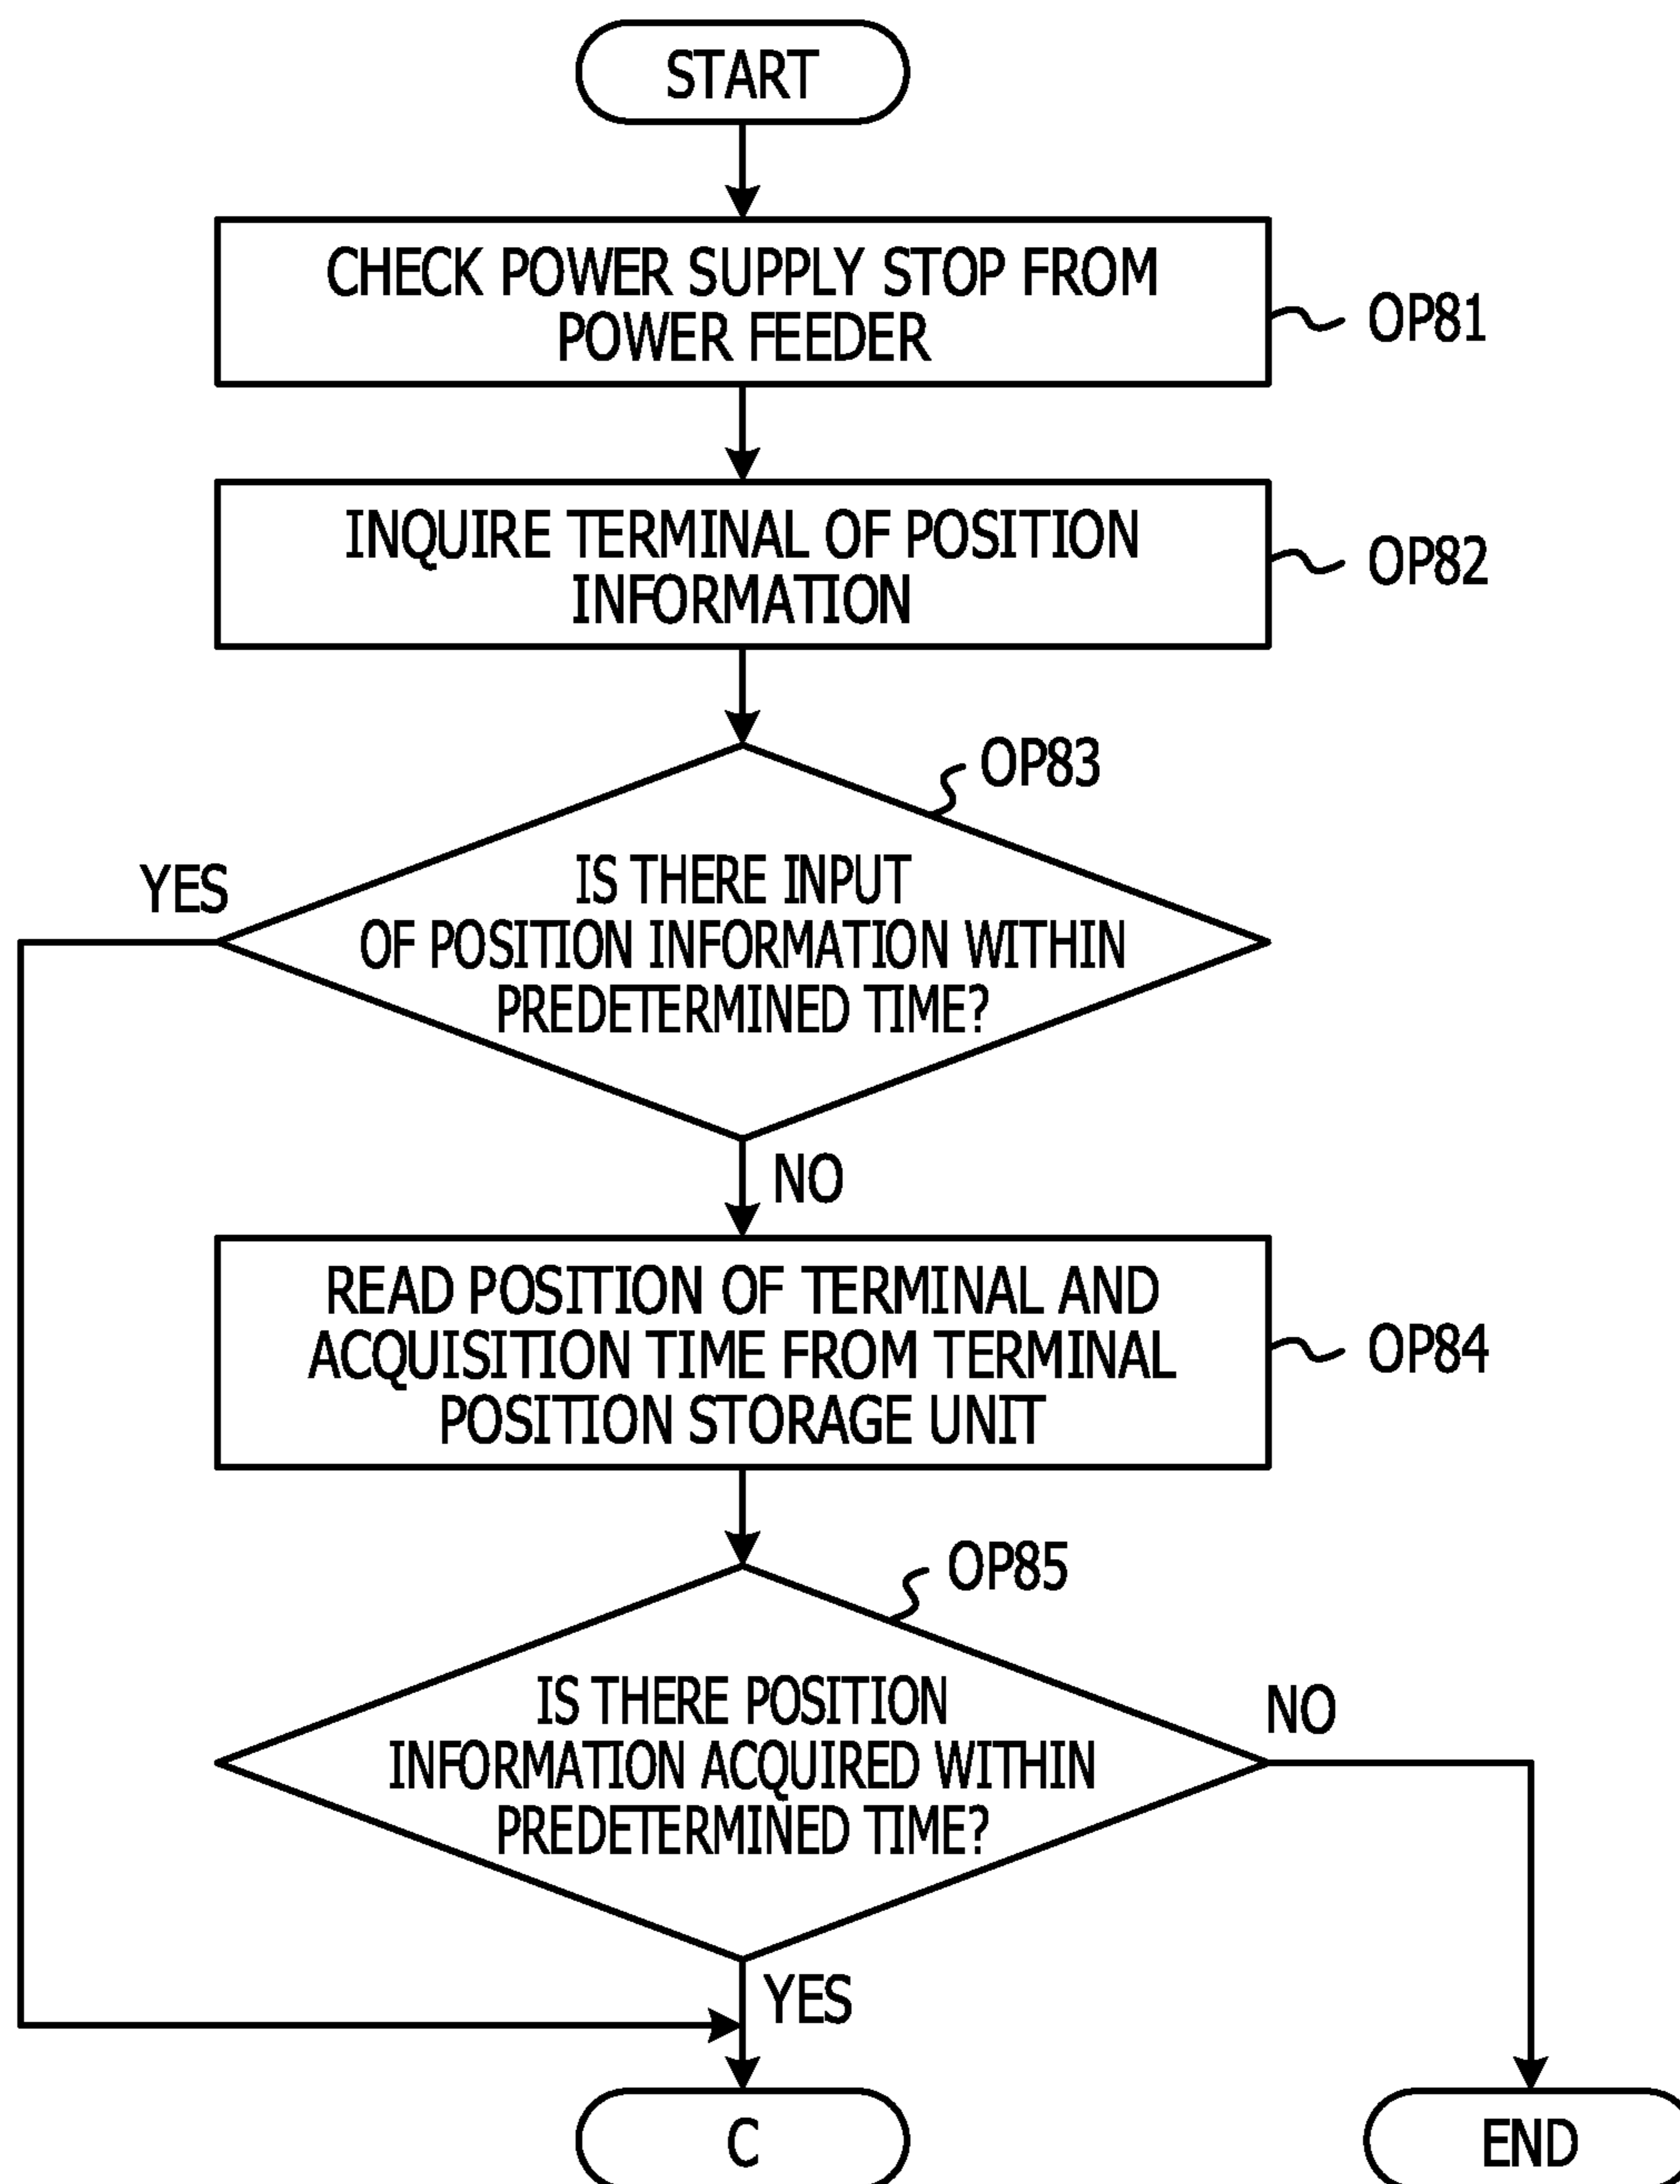 START
CHECK POWER SUPPLY STOP FROM
POWER FEEDER
OP81
INQUIRE TERMINAL OF POSITION
INFORMATION
OP82
OP83
YES
IS THERE INPUT
OF POSITION INFORMATION WITHIN
PREDETERMINED TIME?
NO
READ POSITION OF TERMINAL AND
ACQUISITION TIME FROM TERMINAL
POSITION STORAGE UNIT
OP84
OP85
IS THERE POSITION
INFORMATION ACQUIRED WITHIN
PREDETERMINED TIME?
NO
YES
C
END